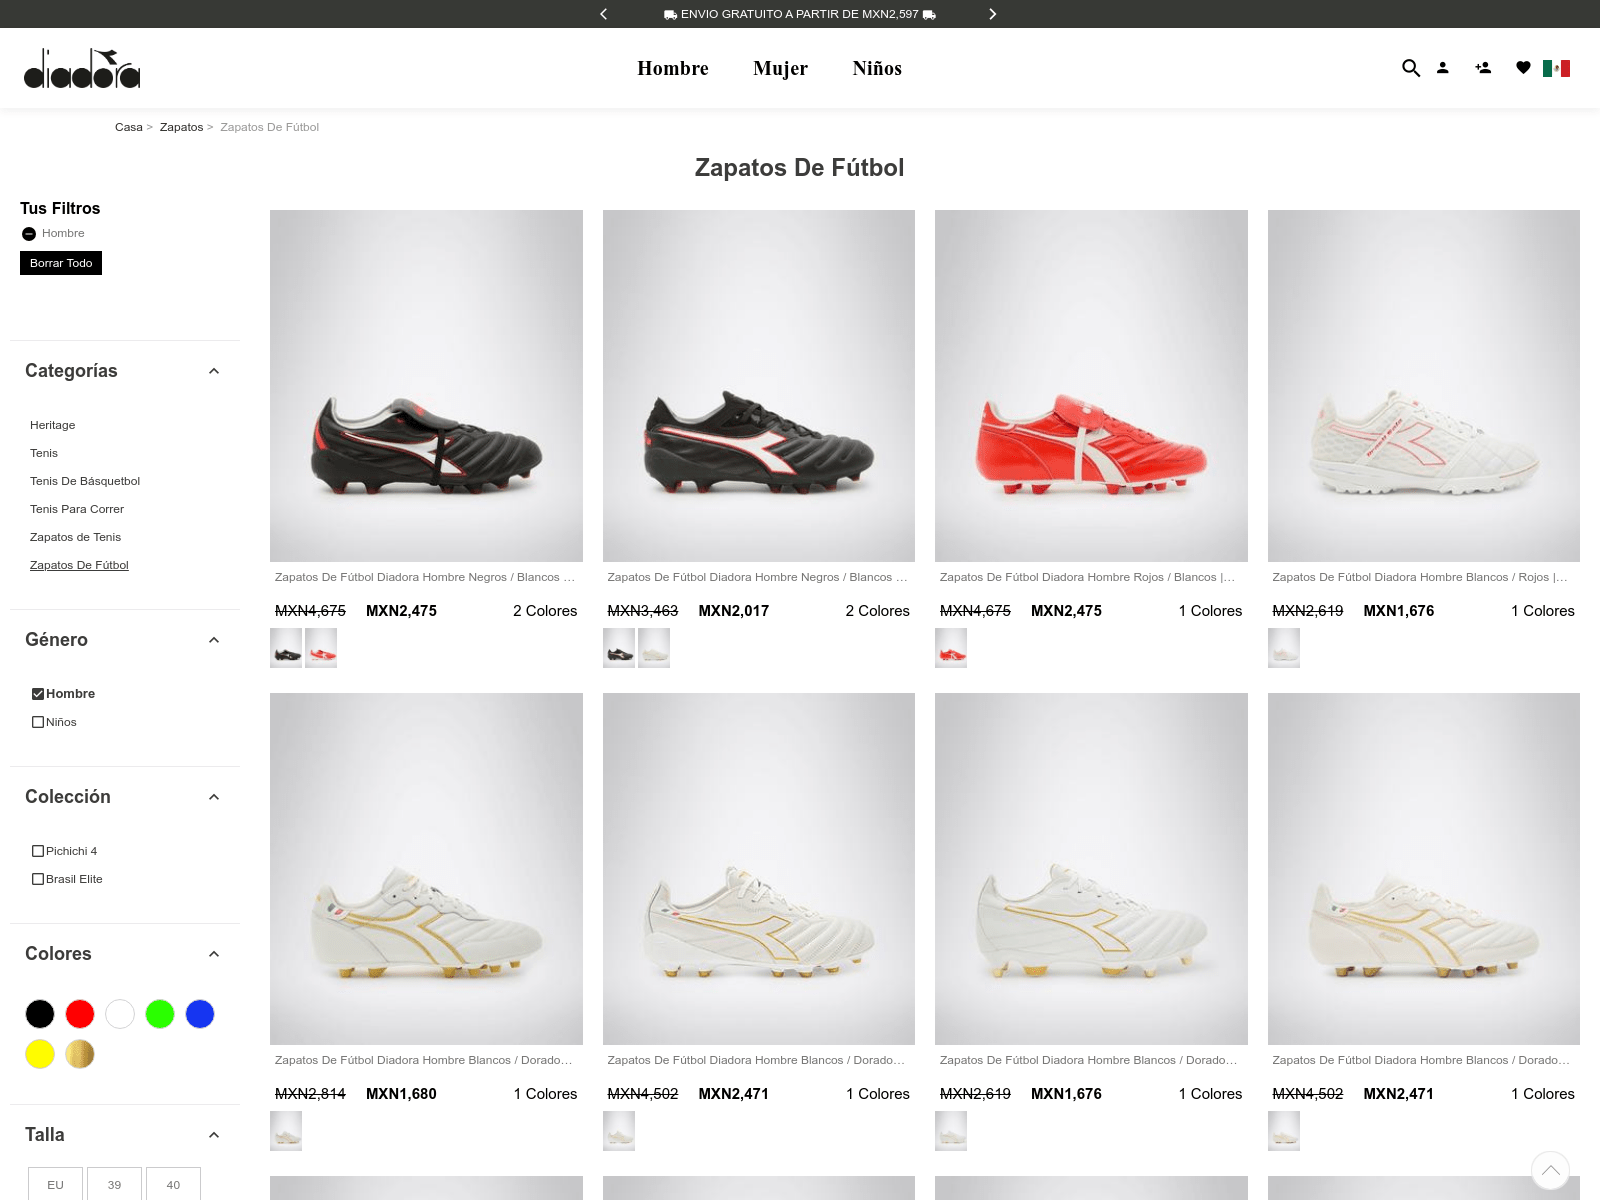 ENVIO GRATUITO A PARTIR DE MXN2,597
diadora
Hombre Mujer Niños
Casa > Zapatos > Zapatos De Fútbol
Zapatos De Fútbol
Tus Filtros
Hombre
Borrar Todo
Categorías
Heritage
Tenis
Tenis De Básquetbol
Tenis Para Correr
Zapatos de Tenis
Zapatos De Fútbol
Género
Hombre
Niños
Colección
Pichichi 4
Brasil Elite
Colores
Talla
EU 39 40
Zapatos De Fútbol Diadora Hombre Negros / Blancos ...
MXN4,675 MXN2,475 2 Colores
Zapatos De Fútbol Diadora Hombre Negros / Blancos ...
MXN3,463 MXN2,017 2 Colores
Zapatos De Fútbol Diadora Hombre Rojos / Blancos |...
MXN4,675 MXN2,475 1 Colores
Zapatos De Fútbol Diadora Hombre Blancos / Rojos |...
MXN2,619 MXN1,676 1 Colores
Zapatos De Fútbol Diadora Hombre Blancos / Dorado...
MXN2,814 MXN1,680 1 Colores
Zapatos De Fútbol Diadora Hombre Blancos / Dorado...
MXN4,502 MXN2,471 1 Colores
Zapatos De Fútbol Diadora Hombre Blancos / Dorado...
MXN2,619 MXN1,676 1 Colores
Zapatos De Fútbol Diadora Hombre Blancos / Dorado...
MXN4,502 MXN2,471 1 Colores